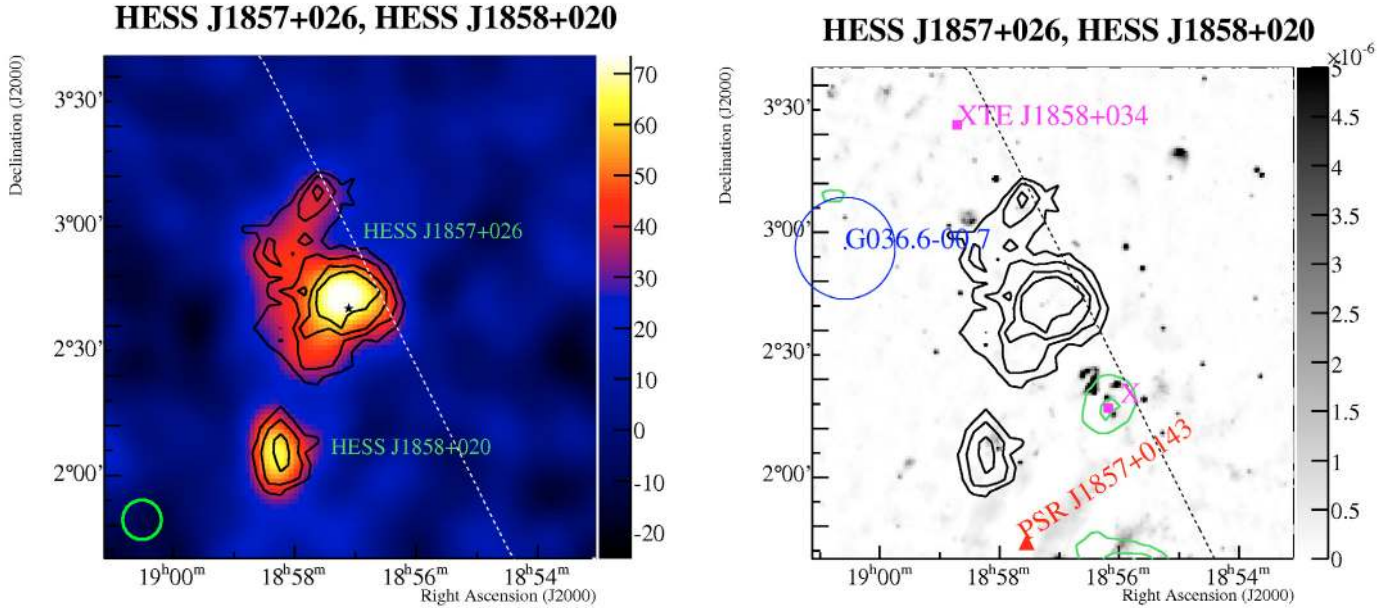 HESS J1857+026, HESS J1858+020
Declination (J2000)
3°30'
3°00'
2°30'
2°00'
HESS J1857+026
HESS J1858+020
19h00m
18h58m
18h56m
18h54m
Right Ascension (J2000)
70
60
50
40
30
20
10
0
-10
-20
HESS J1857+026, HESS J1858+020
Declination (J2000)
3°30'
3°00'
2°30'
2°00'
XTE J1858+034
G036.6-00.7
X
PSR J1857+0143
19h00m
18h58m
18h56m
18h54m
Right Ascension (J2000)
×10-6
5
4.5
4
3.5
3
2.5
2
1.5
1
0.5
0